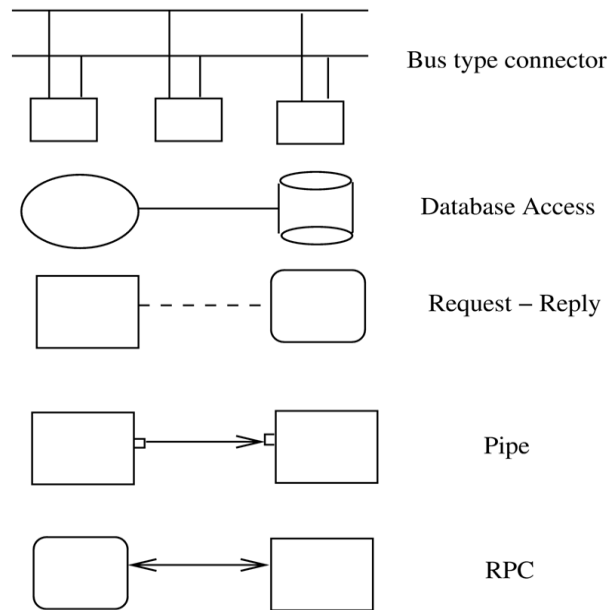 Bus type connector
Database Access
Request – Reply
Pipe
RPC